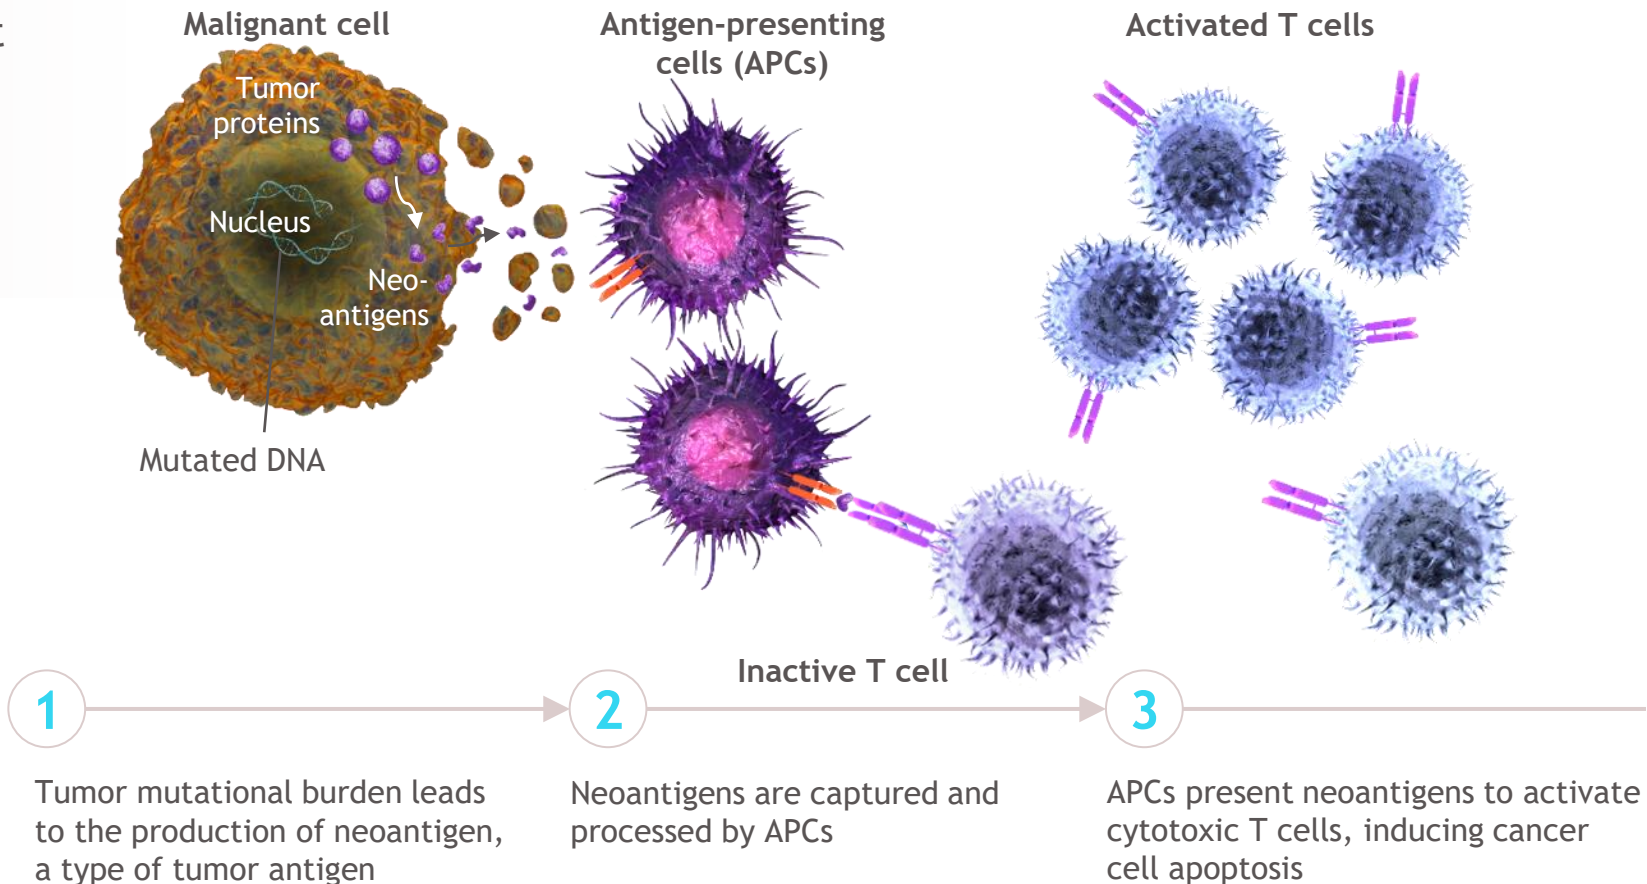 Malignant cell
Tumor
proteins
Nucleus
Neo-
antigens
Mutated DNA
Antigen-presenting
cells (APCs)
Activated T cells
Inactive T cell
1
2
3
Tumor mutational burden leads
to the production of neoantigen,
a type of tumor antigen
Neoantigens are captured and
processed by APCs
APCs present neoantigens to activate
cytotoxic T cells, inducing cancer
cell apoptosis